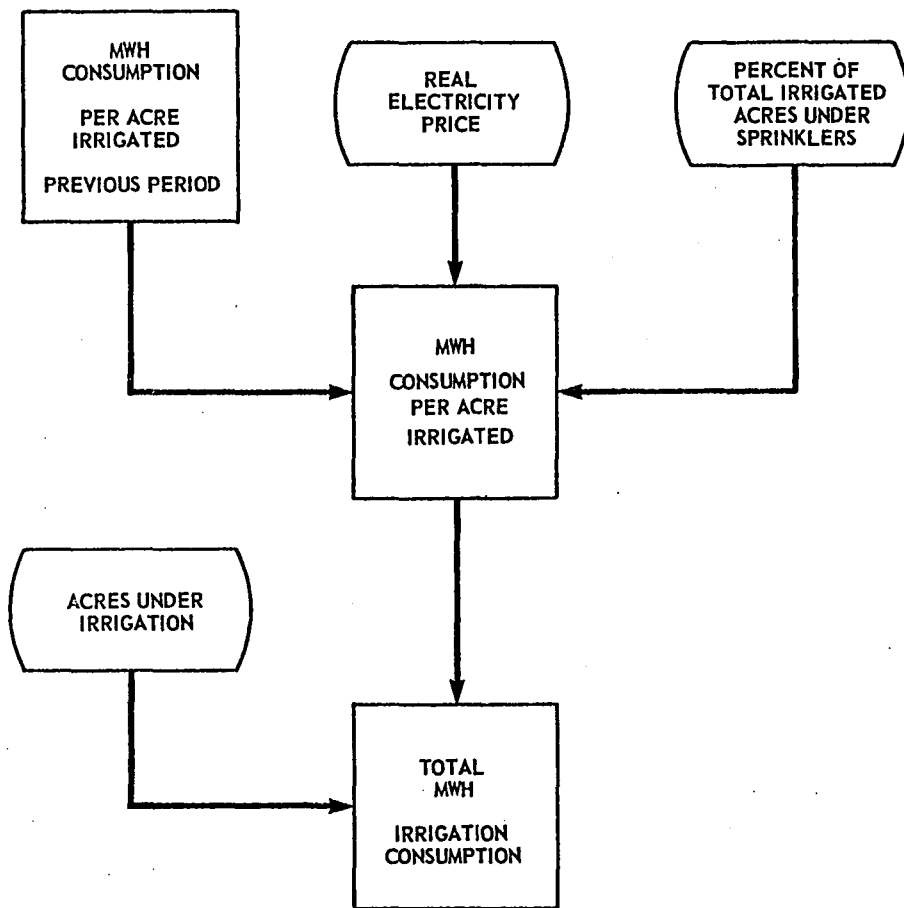 MWH
CONSUMPTION
PER ACRE
IRRIGATED
PREVIOUS PERIOD
REAL
ELECTRICITY
PRICE
PERCENT OF
TOTAL IRRIGATED
ACRES UNDER
SPRINKLERS
MWH
CONSUMPTION
PER ACRE
IRRIGATED
ACRES UNDER
IRRIGATION
TOTAL
MWH
IRRIGATION
CONSUMPTION